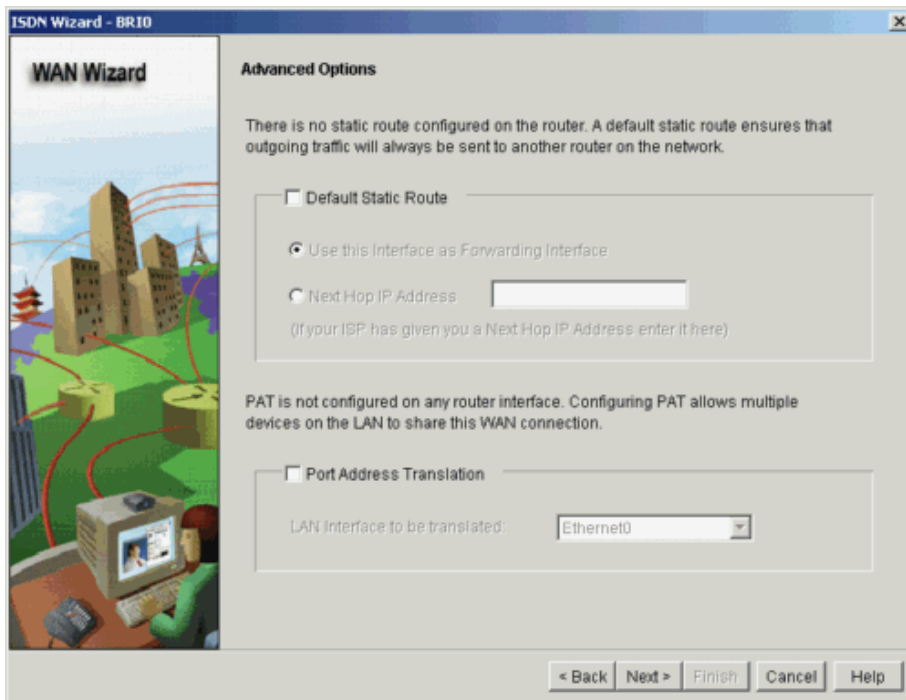 ISDN Wizard - BRI0
WAN Wizard
Advanced Options
There is no static route configured on the router. A default static route ensures that
outgoing traffic will always be sent to another router on the network.
Default Static Route
Use this Interface as Forwarding Interface
Next Hop IP Address
(If your ISP has given you a Next Hop IP Address enter it here)
PAT is not configured on any router interface. Configuring PAT allows multiple
devices on the LAN to share this WAN connection.
Port Address Translation
LAN Interface to be translated: Ethernet0
< Back Next > Finish Cancel Help